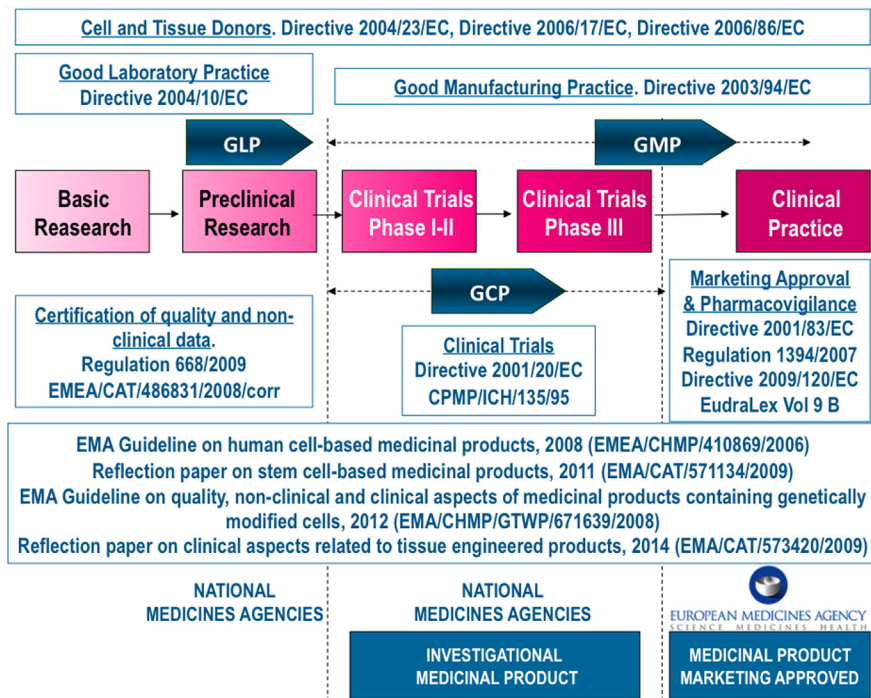 Cell and Tissue Donors. Directive 2004/23/EC, Directive 2006/17/EC, Directive 2006/86/EC
Good Laboratory Practice
Directive 2004/10/EC
Good Manufacturing Practice. Directive 2003/94/EC
GLP
GMP
Basic
Reasearch
Preclinical
Research
Clinical Trials
Phase I-II
Clinical Trials
Phase III
Clinical
Practice
GCP
Certification of quality and non-
clinical data.
Regulation 668/2009
EMEA/CAT/486831/2008/corr
Clinical Trials
Directive 2001/20/EC
CPMP/ICH/135/95
Marketing Approval
& Pharmacovigilance
Directive 2001/83/EC
Regulation 1394/2007
Directive 2009/120/EC
EudraLex Vol 9 B
EMA Guideline on human cell-based medicinal products, 2008 (EMEA/CHMP/410869/2006)
Reflection paper on stem cell-based medicinal products, 2011 (EMA/CAT/571134/2009)
EMA Guideline on quality, non-clinical and clinical aspects of medicinal products containing genetically
modified cells, 2012 (EMA/CHMP/GTWP/671639/2008)
Reflection paper on clinical aspects related to tissue engineered products, 2014 (EMA/CAT/573420/2009)
NATIONAL
MEDICINES AGENCIES
NATIONAL
MEDICINES AGENCIES
EUROPEAN MEDICINES AGENCY
SCIENCE MEDICINES HEALTH
INVESTIGATIONAL
MEDICINAL PRODUCT
MEDICINAL PRODUCT
MARKETING APPROVED